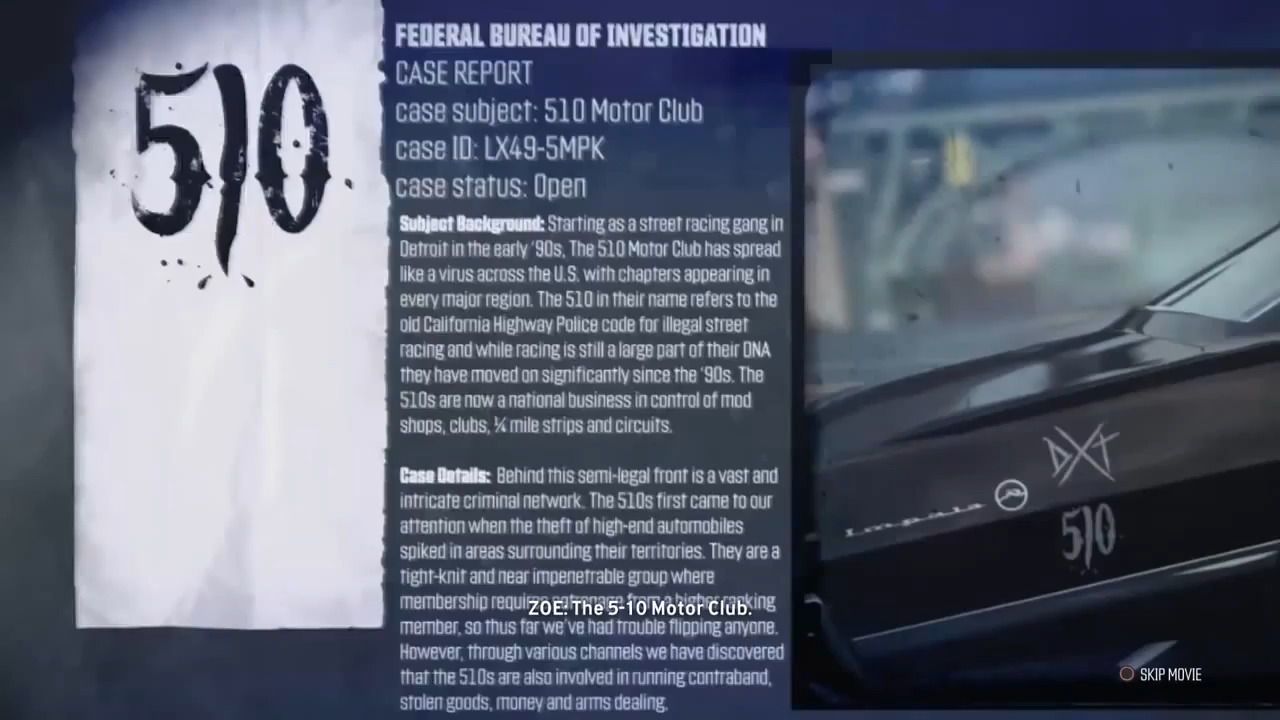 510
FEDERAL BUREAU OF INVESTIGATION
CASE REPORT
case subject: 510 Motor Club
case ID: LX49-5MPK
case status: Open
Subject Background: Starting as a street racing gang in
Detroit in the early '90s, The 510 Motor Club has spread
like a virus across the U.S. with chapters appearing in
every major region. The 510 in their name refers to the
old California Highway Police code for illegal street
racing and while racing is still a large part of their DNA
they have moved on significantly since the '90s. The
510s are now a national business in control of mod
shops, clubs, ¼ mile strips and circuits.
Case Details: Behind this semi-legal front is a vast and
intricate criminal network. The 510s first came to our
attention when the theft of high-end automobiles
spiked in areas surrounding their territories. They are a
tight-knit and near impenetrable group where
membership requires patronage from a higher ranking
member, so thus far we've had trouble flipping anyone.
However, through various channels we have discovered
that the 510s are also involved in running contraband,
stolen goods, money and arms dealing.
ZOE: The 5-10 Motor Club.
DXT
Impala
510
SKIP MOVIE